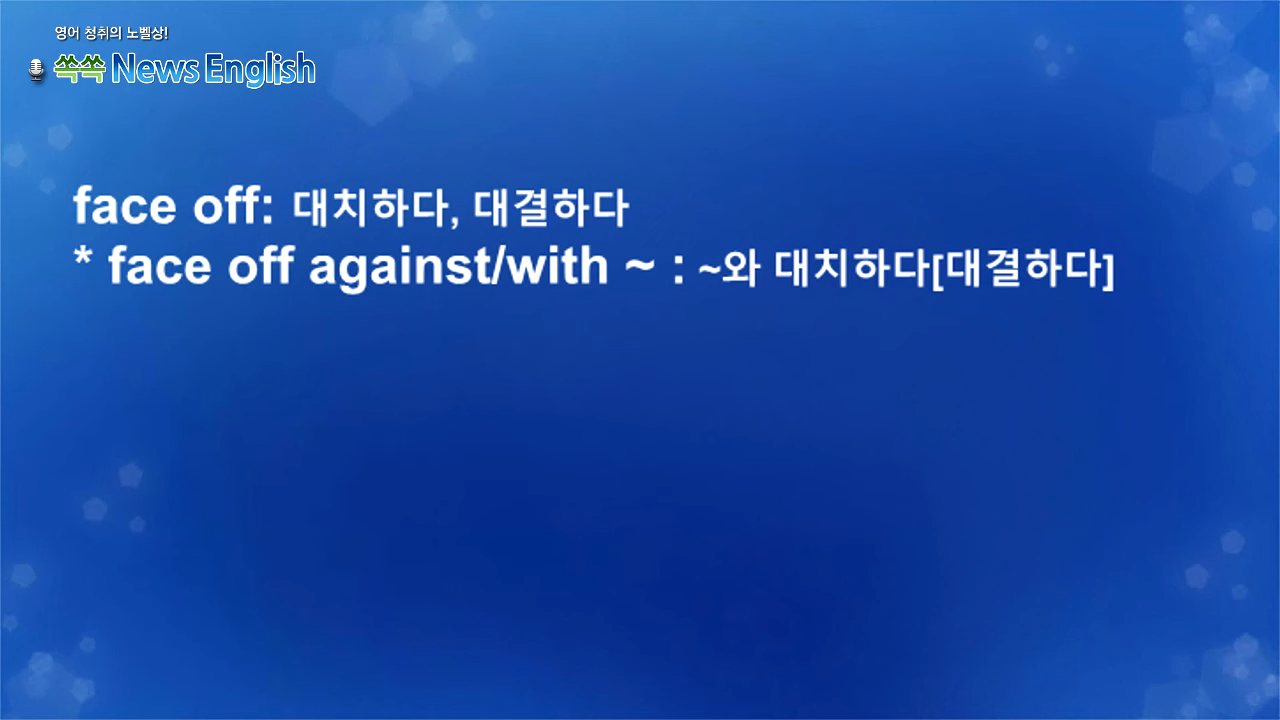 영어 청취의 노벨상!
쏙쏙 News English
face off: 대치하다, 대결하다
* face off against/with ~ : ~와 대치하다[대결하다]